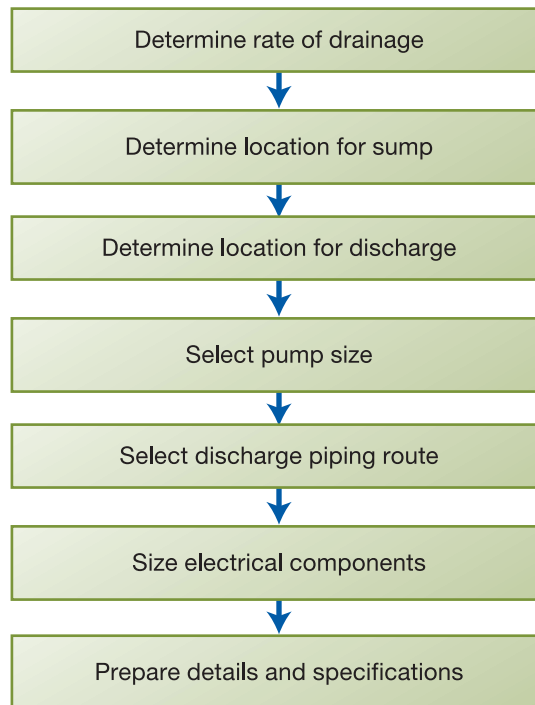 Determine rate of drainage
Determine location for sump
Determine location for discharge
Select pump size
Select discharge piping route
Size electrical components
Prepare details and specifications